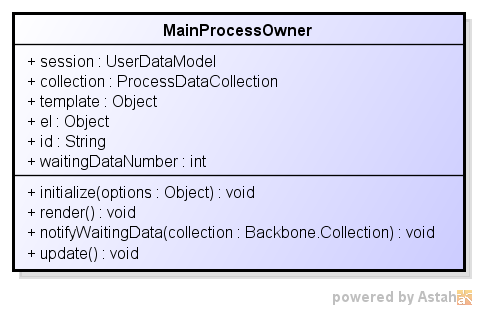 MainProcessOwner
+ session : UserDataModel
+ collection : ProcessDataCollection
+ template : Object
+ el : Object
+ id : String
+ waitingDataNumber : int
+ initialize(options : Object) : void
+ render() : void
+ notifyWaitingData(collection : Backbone.Collection) : void
+ update() : void
powered by Astah